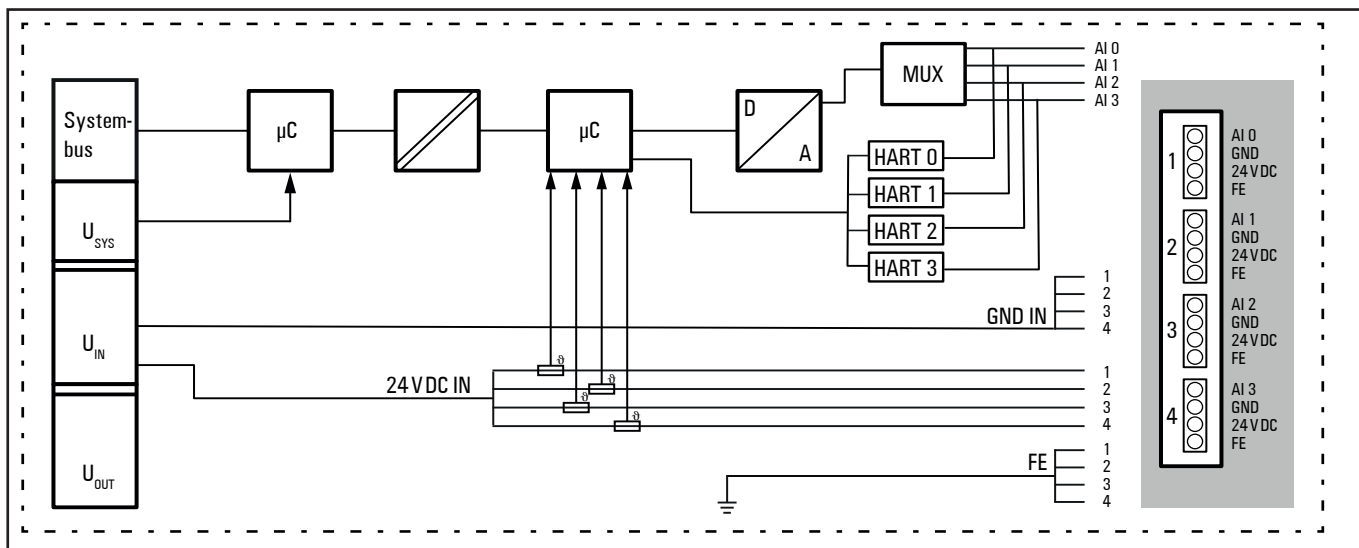 System-
bus
U SYS
U IN
U OUT
µC
µC
D
A
MUX
AI 0
AI 1
AI 2
AI 3
HART 0
HART 1
HART 2
HART 3
GND IN
1
2
3
4
24 V DC IN
ϑ
ϑ
ϑ
ϑ
1
2
3
4
FE
1
2
3
4
1
AI 0
GND
24 V DC
FE
2
AI 1
GND
24 V DC
FE
3
AI 2
GND
24 V DC
FE
4
AI 3
GND
24 V DC
FE